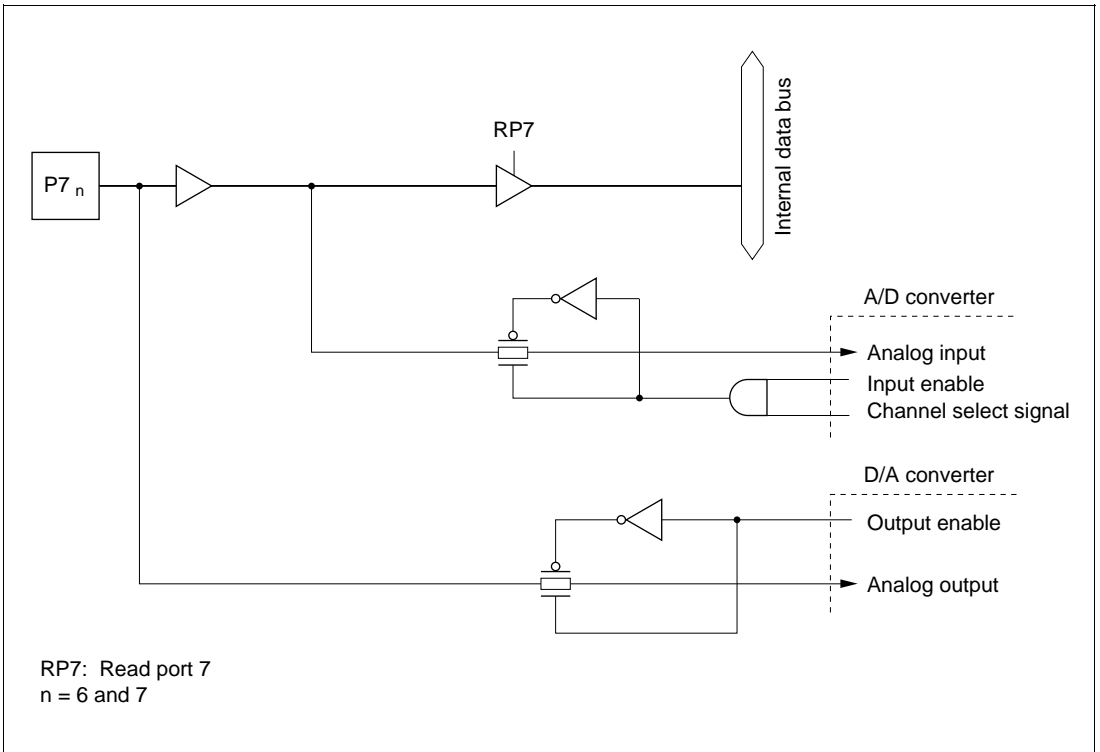 RP7
P7 n
Internal data bus
A/D converter
Analog input
Input enable
Channel select signal
D/A converter
Output enable
Analog output
RP7: Read port 7
n = 6 and 7